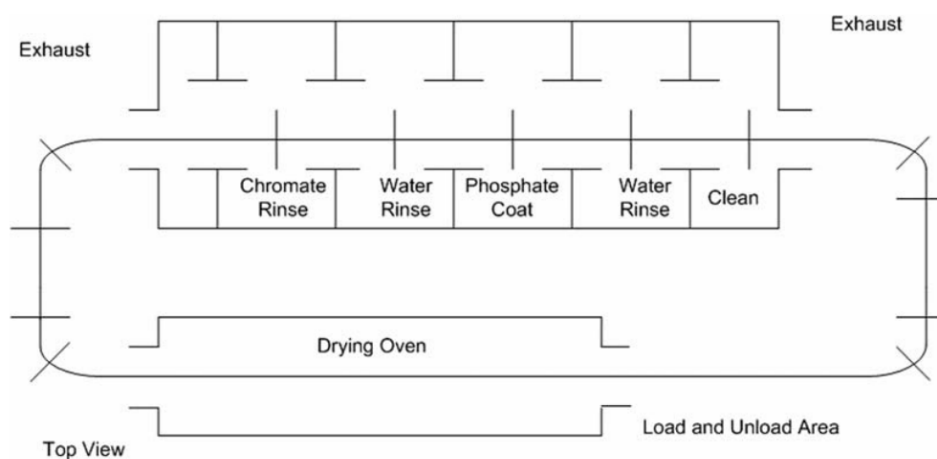 Exhaust
Exhaust
Chromate
Rinse
Water
Rinse
Phosphate
Coat
Water
Rinse
Clean
Drying Oven
Load and Unload Area
Top View